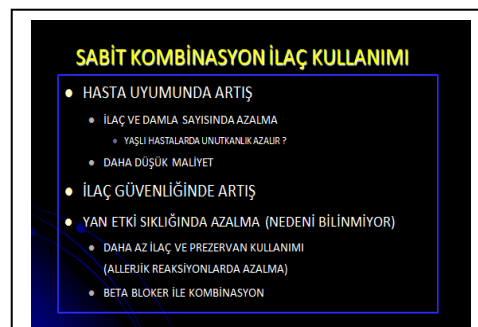 SABİT KOMBİNASYON İLAÇ KULLANIMI
HASTA UYUMUNDA ARTIŞ
İLAÇ VE DAMLA SAYISINDA AZALMA
YAŞLI HASTALARDA UNUTKANLIK AZALIR ?
DAHA DÜŞÜK MALİYET
İLAÇ GÜVENLİĞİNDE ARTIŞ
YAN ETKİ SIKLIĞINDA AZALMA (NEDENİ BİLİNMİYOR)
DAHA AZ İLAÇ VE PREZERVAN KULLANIMI
(ALLERJİK REAKSİYONLARDA AZALMA)
BETA BLOKER İLE KOMBİNASYON